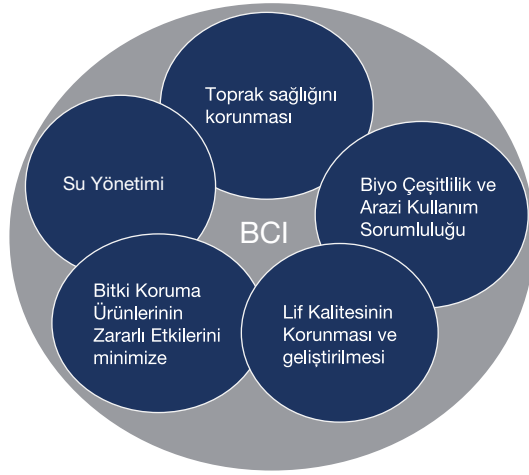 Toprak sağlığını
korunması
Su Yönetimi
Biyo Çeşitlilik ve
Arazi Kullanım
Sorumluluğu
BCI
Bitki Koruma
Ürünlerinin
Zararlı Etkilerini
minimize
Lif Kalitesinin
Korunması ve
geliştirilmesi